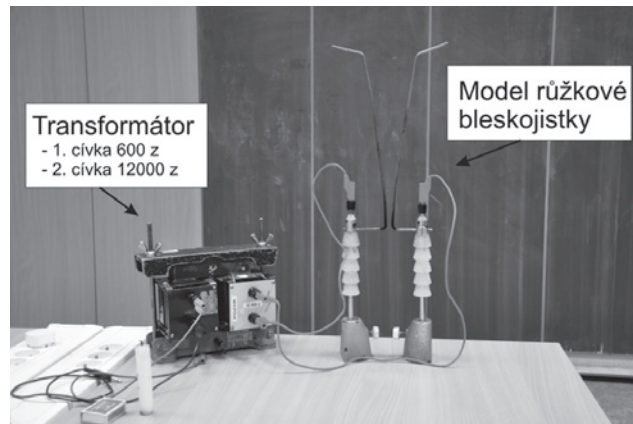 Transformátor
- 1. cívka 600 z
- 2. cívka 12000 z
Model růžkové
bleskojistky